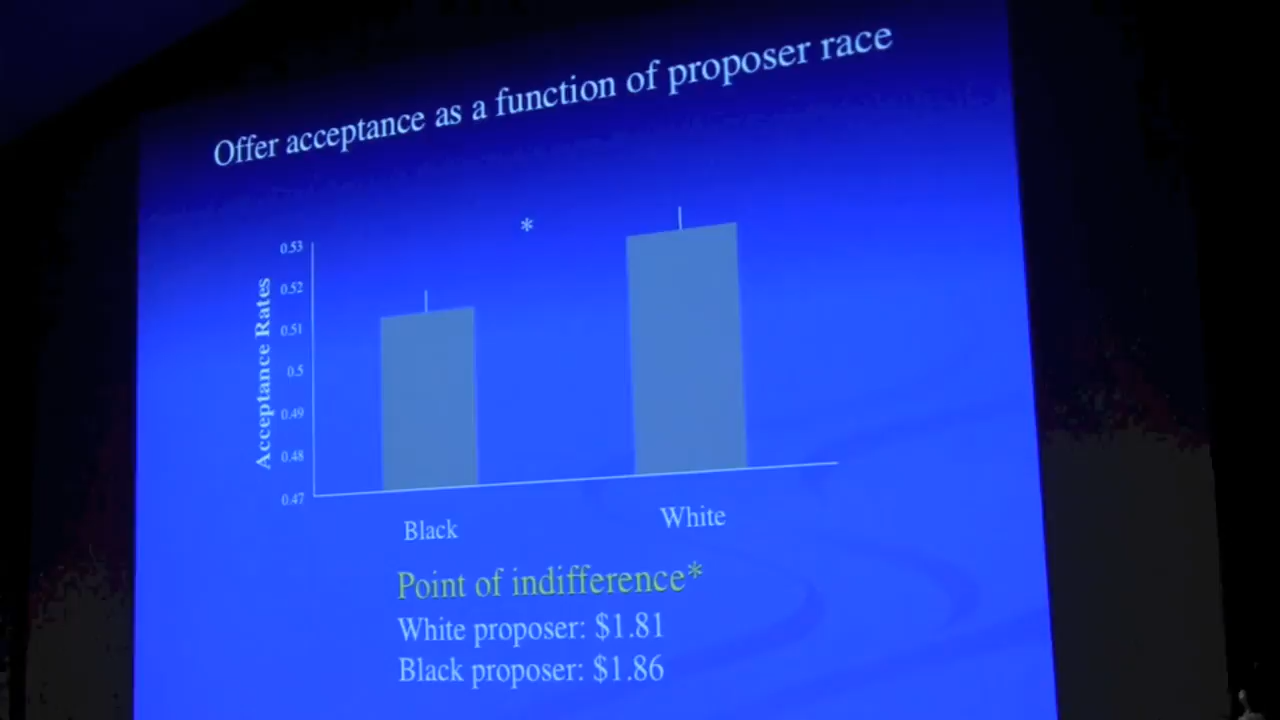 Offer acceptance as a function of proposer race
*
0.53
0.52
0.51
0.5
0.49
0.48
0.47
Acceptance Rates
Black
White
Point of indifference*
White proposer: $1.81
Black proposer: $1.86